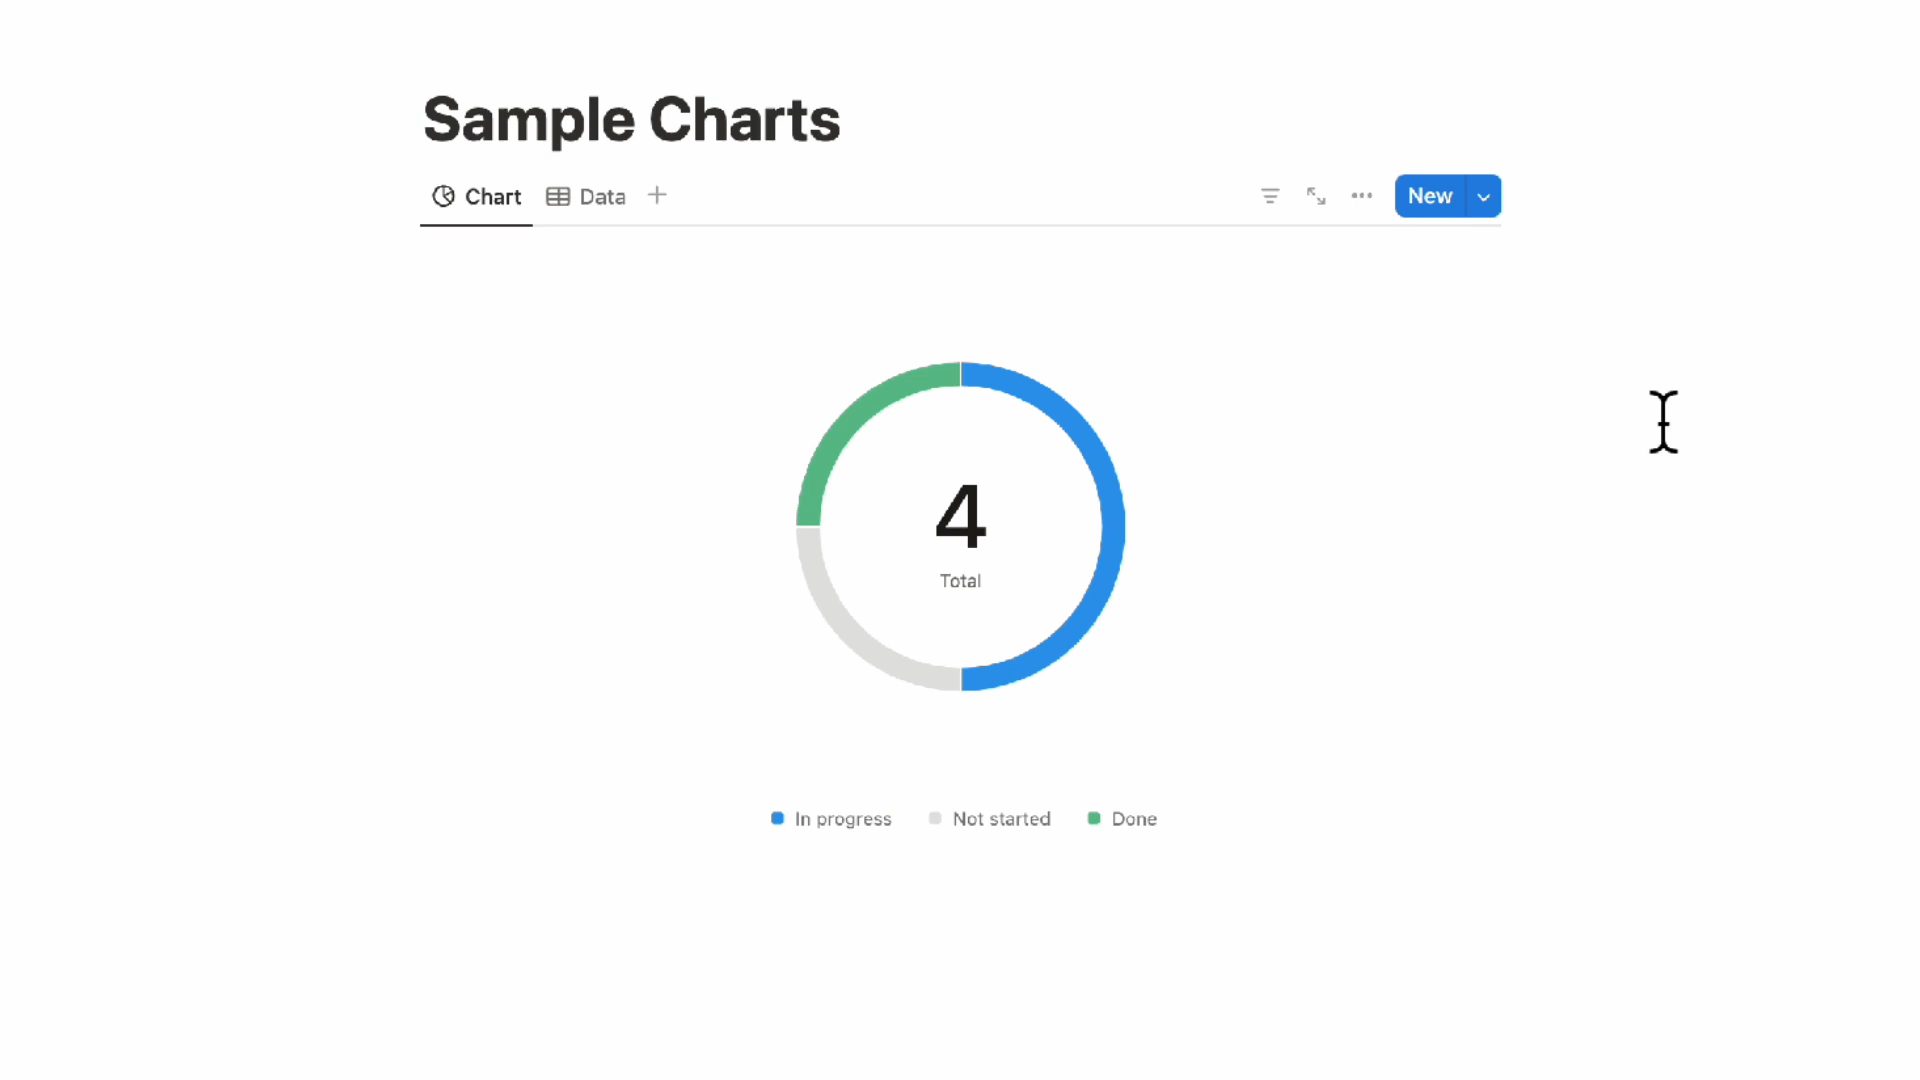 Sample Charts
Chart Data
New
4
Total
In progress Not started Done